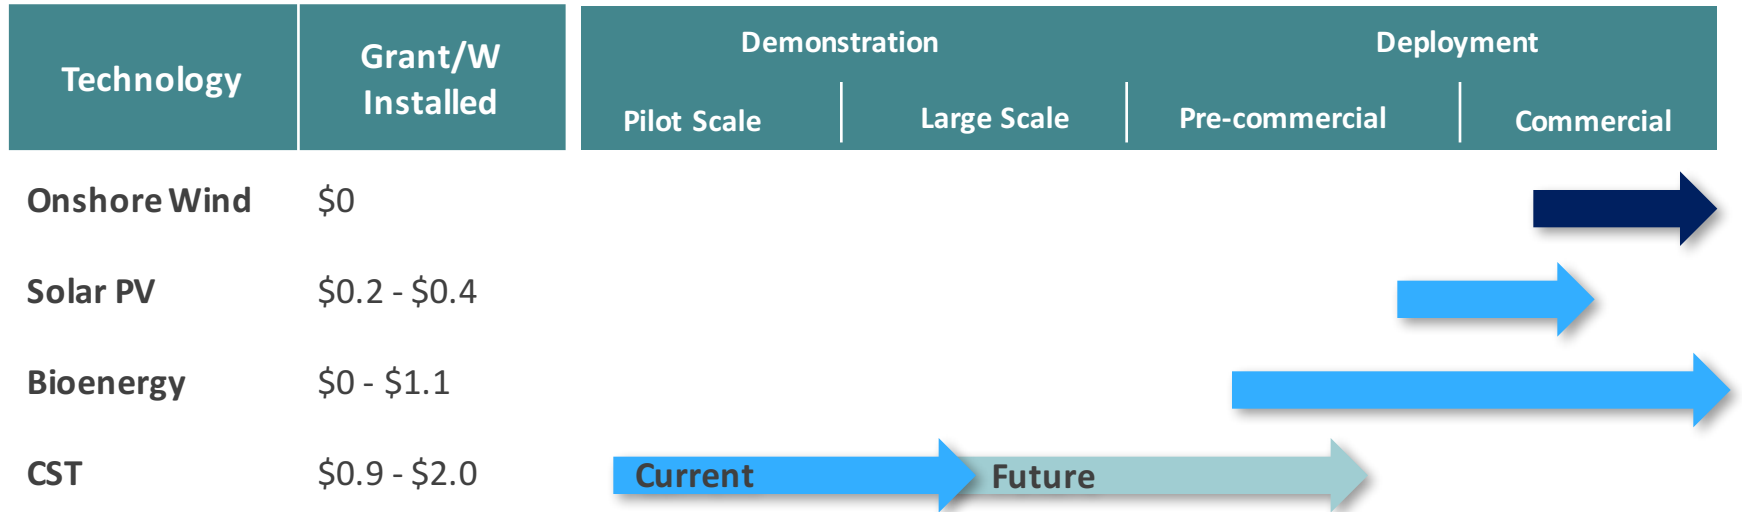 Technology
Grant/W
Installed
Demonstration
Deployment
Pilot Scale
Large Scale
Pre-commercial
Commercial
Onshore Wind
$0
Solar PV
$0.2 - $0.4
Bioenergy
$0 - $1.1
CST
$0.9 - $2.0
Current
Future